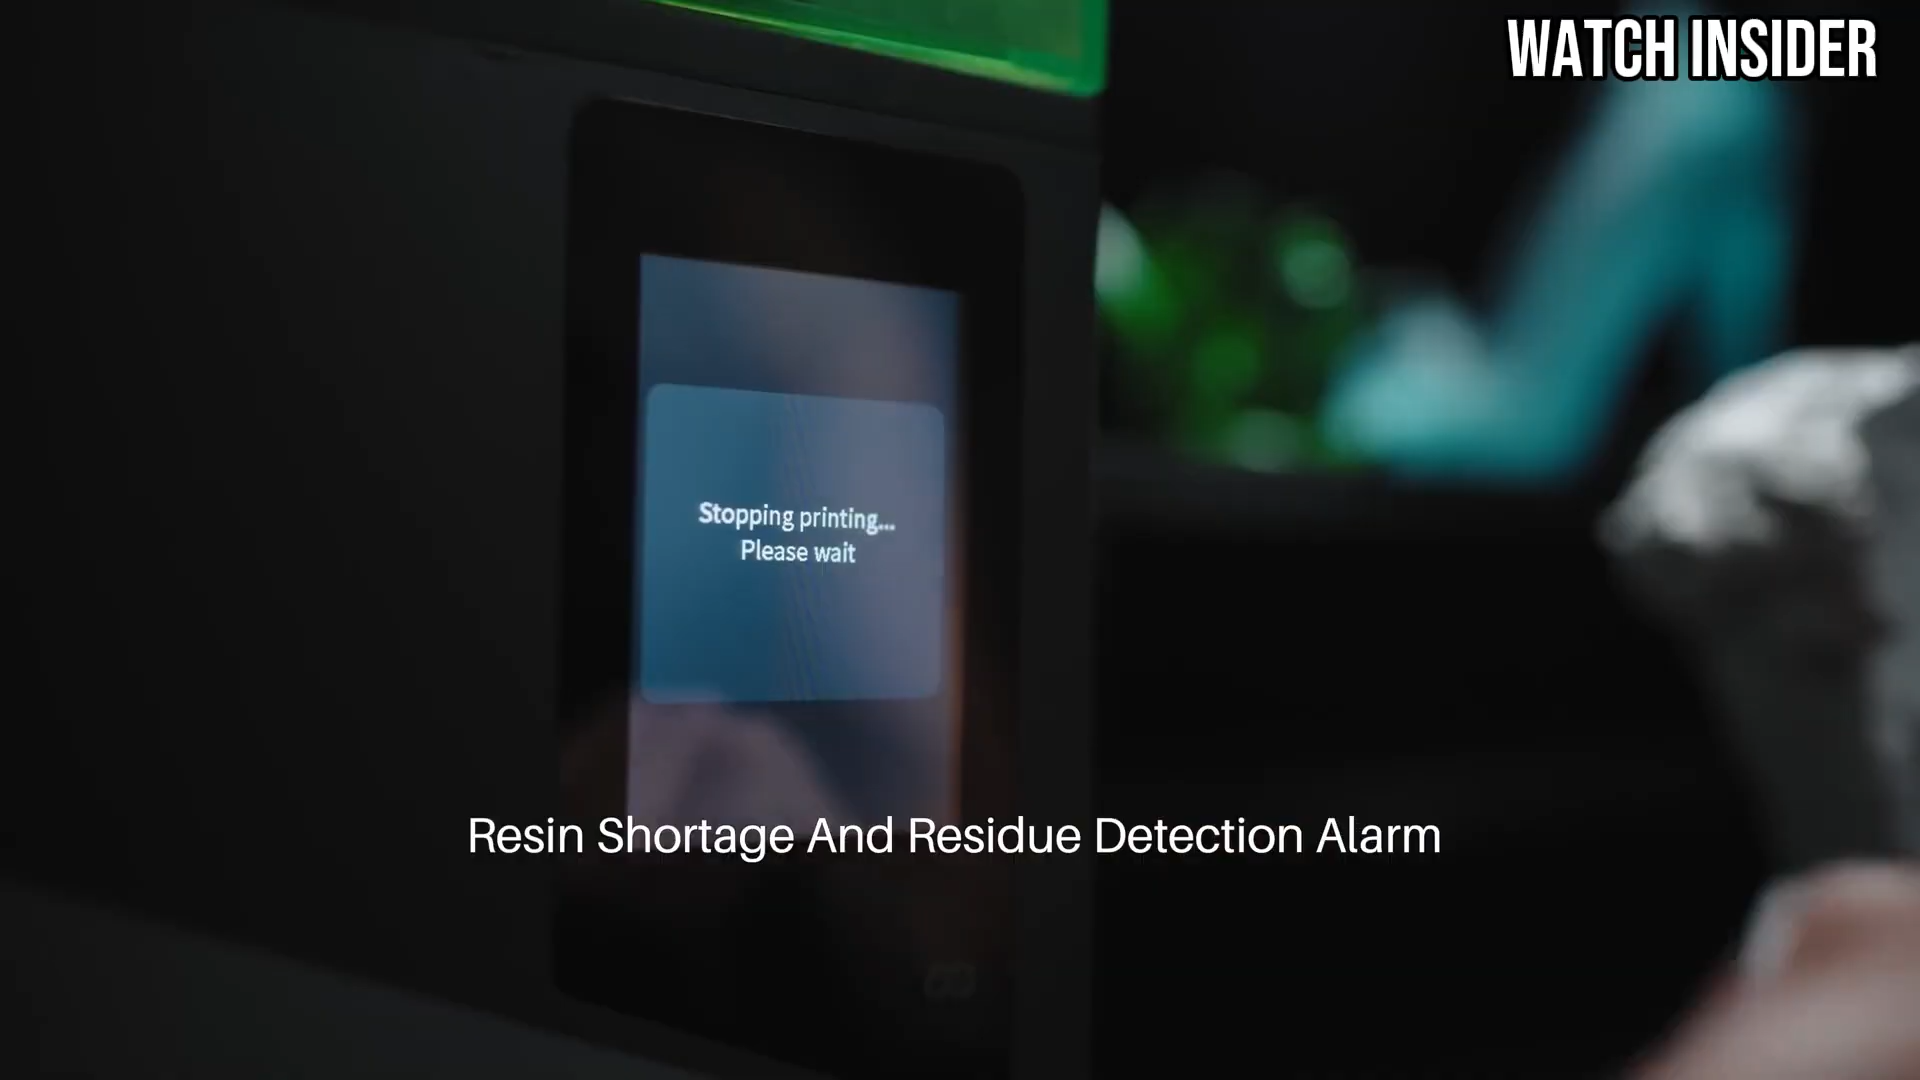 WATCH INSIDER
Stopping printing...
Please wait
Resin Shortage And Residue Detection Alarm